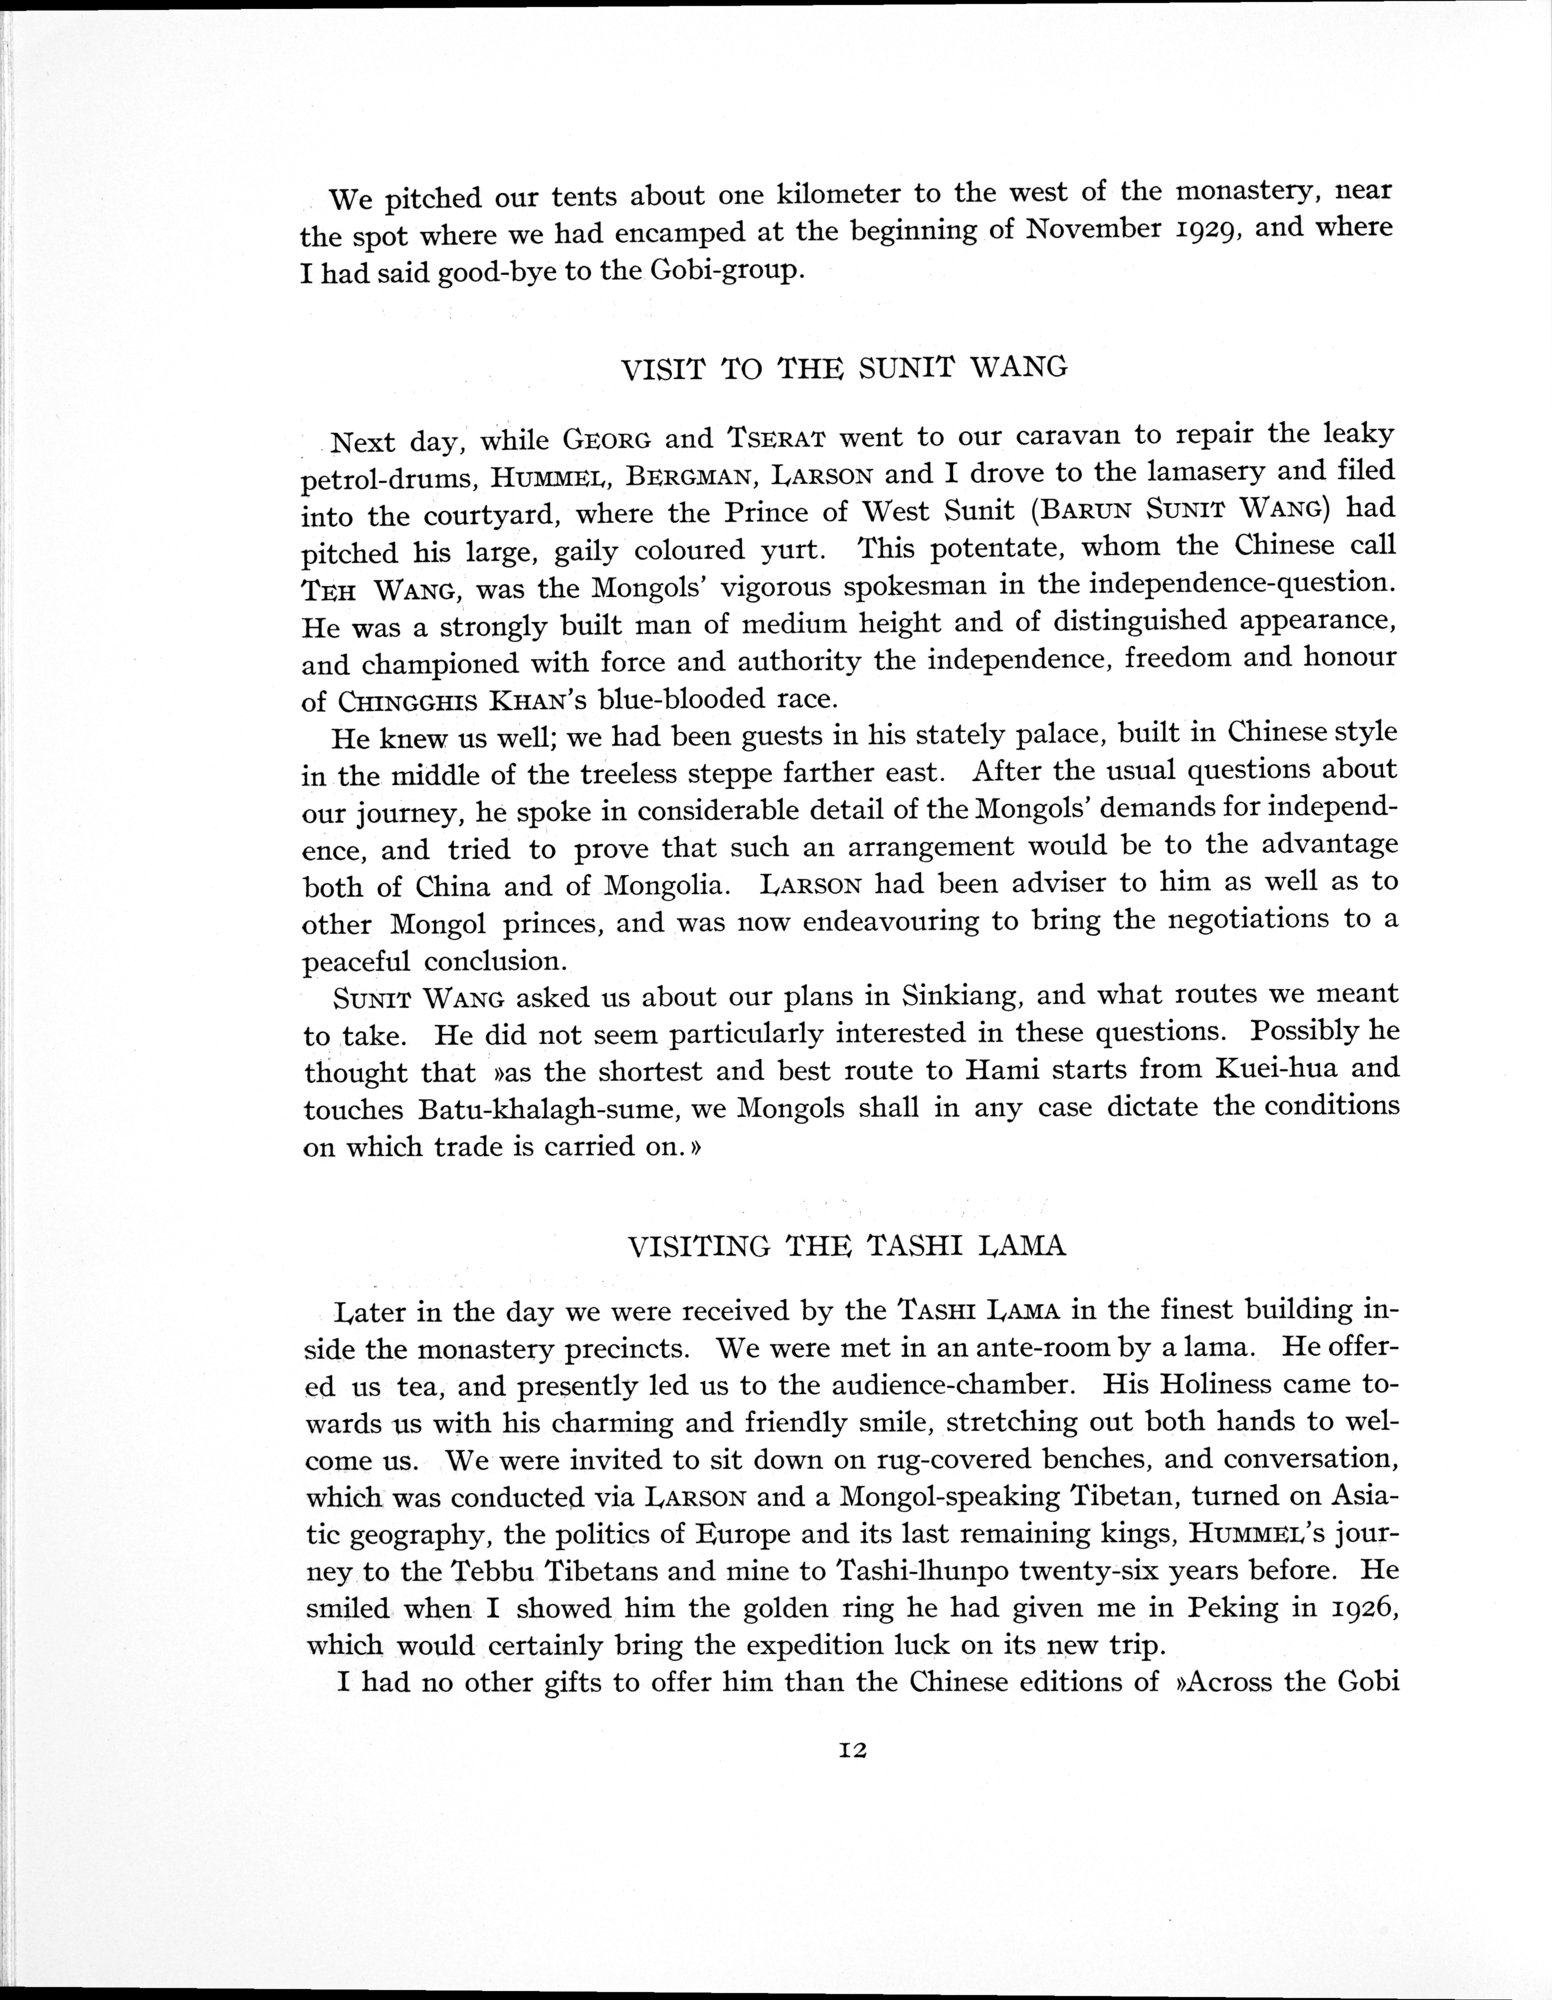 We pitched our tents about one kilometer to the west of the monastery, near
the spot where we had encamped at the beginning of November 1929, and where
I had said good-bye to the Gobi-group.
VISIT TO THE SUNIT WANG
Next day, while GEORG and TSERAT went to our caravan to repair the leaky
petrol-drums, HUMMEL, BERGMAN, LARSON and I drove to the lamasery and filed
into the courtyard, where the Prince of West Sunit (BARUN SUNIT WANG) had
pitched his large, gaily coloured yurt. This potentate, whom the Chinese call
TEH WANG, was the Mongols' vigorous spokesman in the independence-question.
He was a strongly built man of medium height and of distinguished appearance,
and championed with force and authority the independence, freedom and honour
of CHINGGHIS KHAN's blue-blooded race.
He knew us well; we had been guests in his stately palace, built in Chinese style
in the middle of the treeless steppe farther east. After the usual questions about
our journey, he spoke in considerable detail of the Mongols' demands for independ-
ence, and tried to prove that such an arrangement would be to the advantage
both of China and of Mongolia. LARSON had been adviser to him as well as to
other Mongol princes, and was now endeavouring to bring the negotiations to a
peaceful conclusion.
SUNIT WANG asked us about our plans in Sinkiang, and what routes we meant
to take. He did not seem particularly interested in these questions. Possibly he
thought that »as the shortest and best route to Hami starts from Kuei-hua and
touches Batu-khalagh-sume, we Mongols shall in any case dictate the conditions
on which trade is carried on.»
VISITING THE TASHI LAMA
Later in the day we were received by the TASHI LAMA in the finest building in-
side the monastery precincts. We were met in an ante-room by a lama. He offer-
ed us tea, and presently led us to the audience-chamber. His Holiness came to-
wards us with his charming and friendly smile, stretching out both hands to wel-
come us. We were invited to sit down on rug-covered benches, and conversation,
which was conducted via LARSON and a Mongol-speaking Tibetan, turned on Asia-
tic geography, the politics of Europe and its last remaining kings, HUMMEL's jour-
ney to the Tebbu Tibetans and mine to Tashi-lhunpo twenty-six years before. He
smiled when I showed him the golden ring he had given me in Peking in 1926,
which would certainly bring the expedition luck on its new trip.
I had no other gifts to offer him than the Chinese editions of »Across the Gobi
12